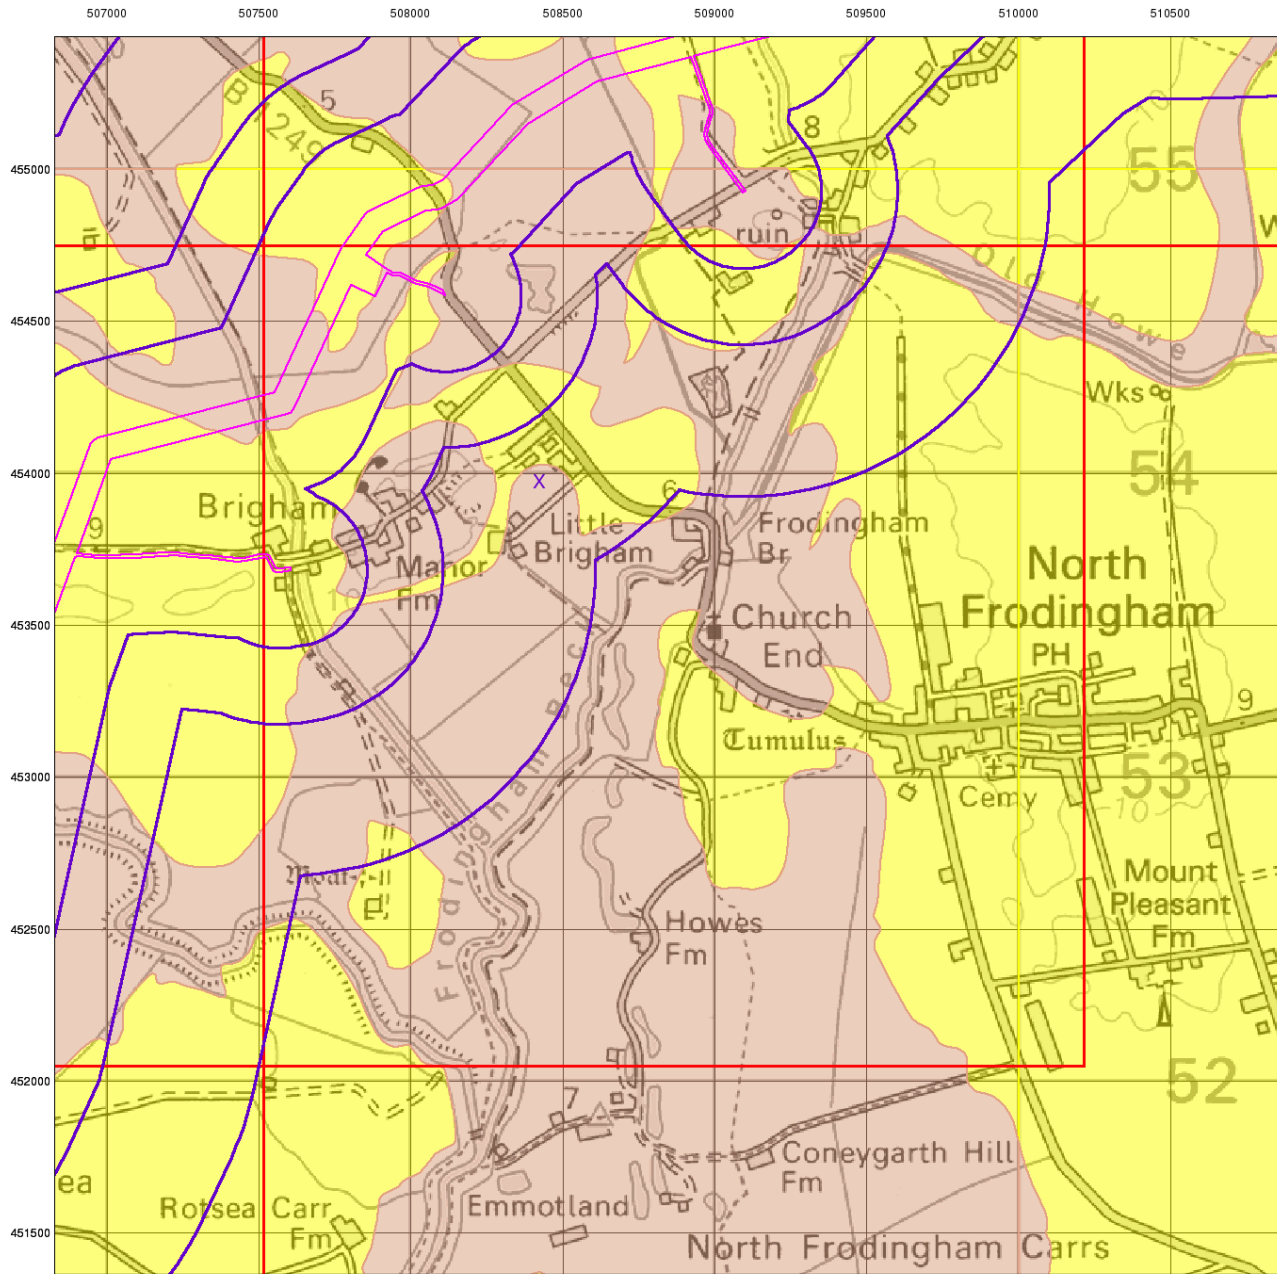 507000 507500 508000 508500 509000 509500 510000 510500
455000
454500
454000
453500
453000
452500
452000
451500
B 1249
5
8
55
ruin
W
Old Howe
Wks
54
9
Brigham
6
Little
Brigham
Frodingham
Br
Manor
Fm
North
Frodingham
PH
Church
End
9
Tumulus
53
Cemy
10
Moat
Frodingham Beck
Mount
Pleasant
Fm
Howes
Fm
52
7
Coneygarth Hill
Fm
ea
Rotsea Carr
Fm
Emmotland
North Frodingham Carrs
X
10